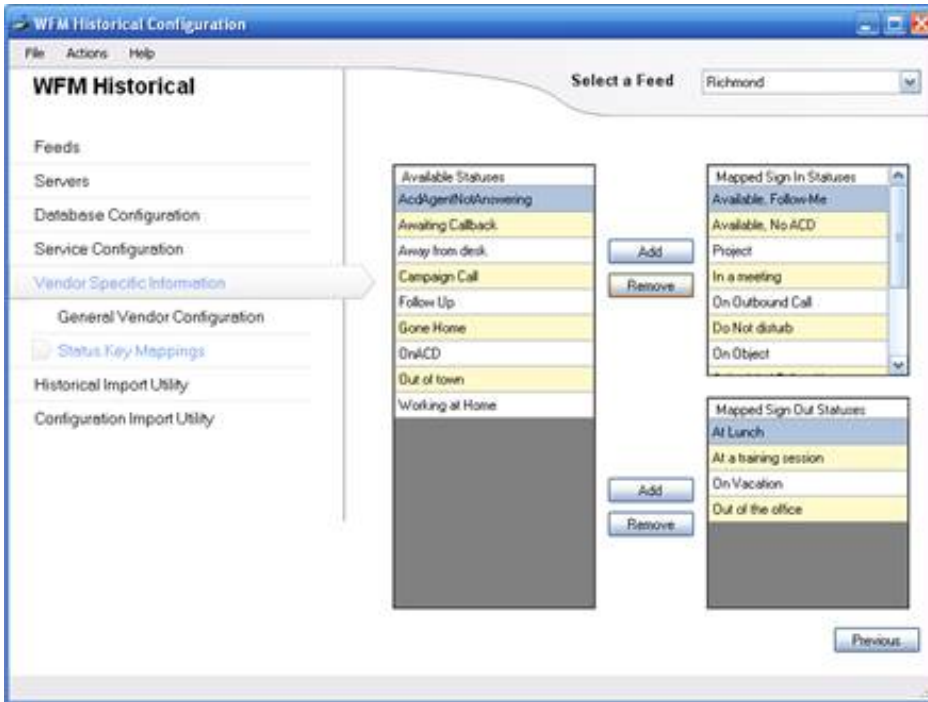 WFM Historical Configuration
File Actions Help
WFM Historical
Select a Feed
Richmond
Feeds
Servers
Database Configuration
Service Configuration
Vendor Specific Information
General Vendor Configuration
Status Key Mappings
Historical Import Utility
Configuration Import Utility
Available Statuses
AcdAgentNotAnswering
Awaiting Callback
Away from desk
Campaign Call
Follow Up
Gone Home
OnACD
Out of town
Working at Home
Add
Remove
Mapped Sign In Statuses
Available, Follow-Me
Available, No ACD
Project
In a meeting
On Outbound Call
Do Not disturb
On Object
Add
Remove
Mapped Sign Out Statuses
At Lunch
At a training session
On Vacation
Out of the office
Previous